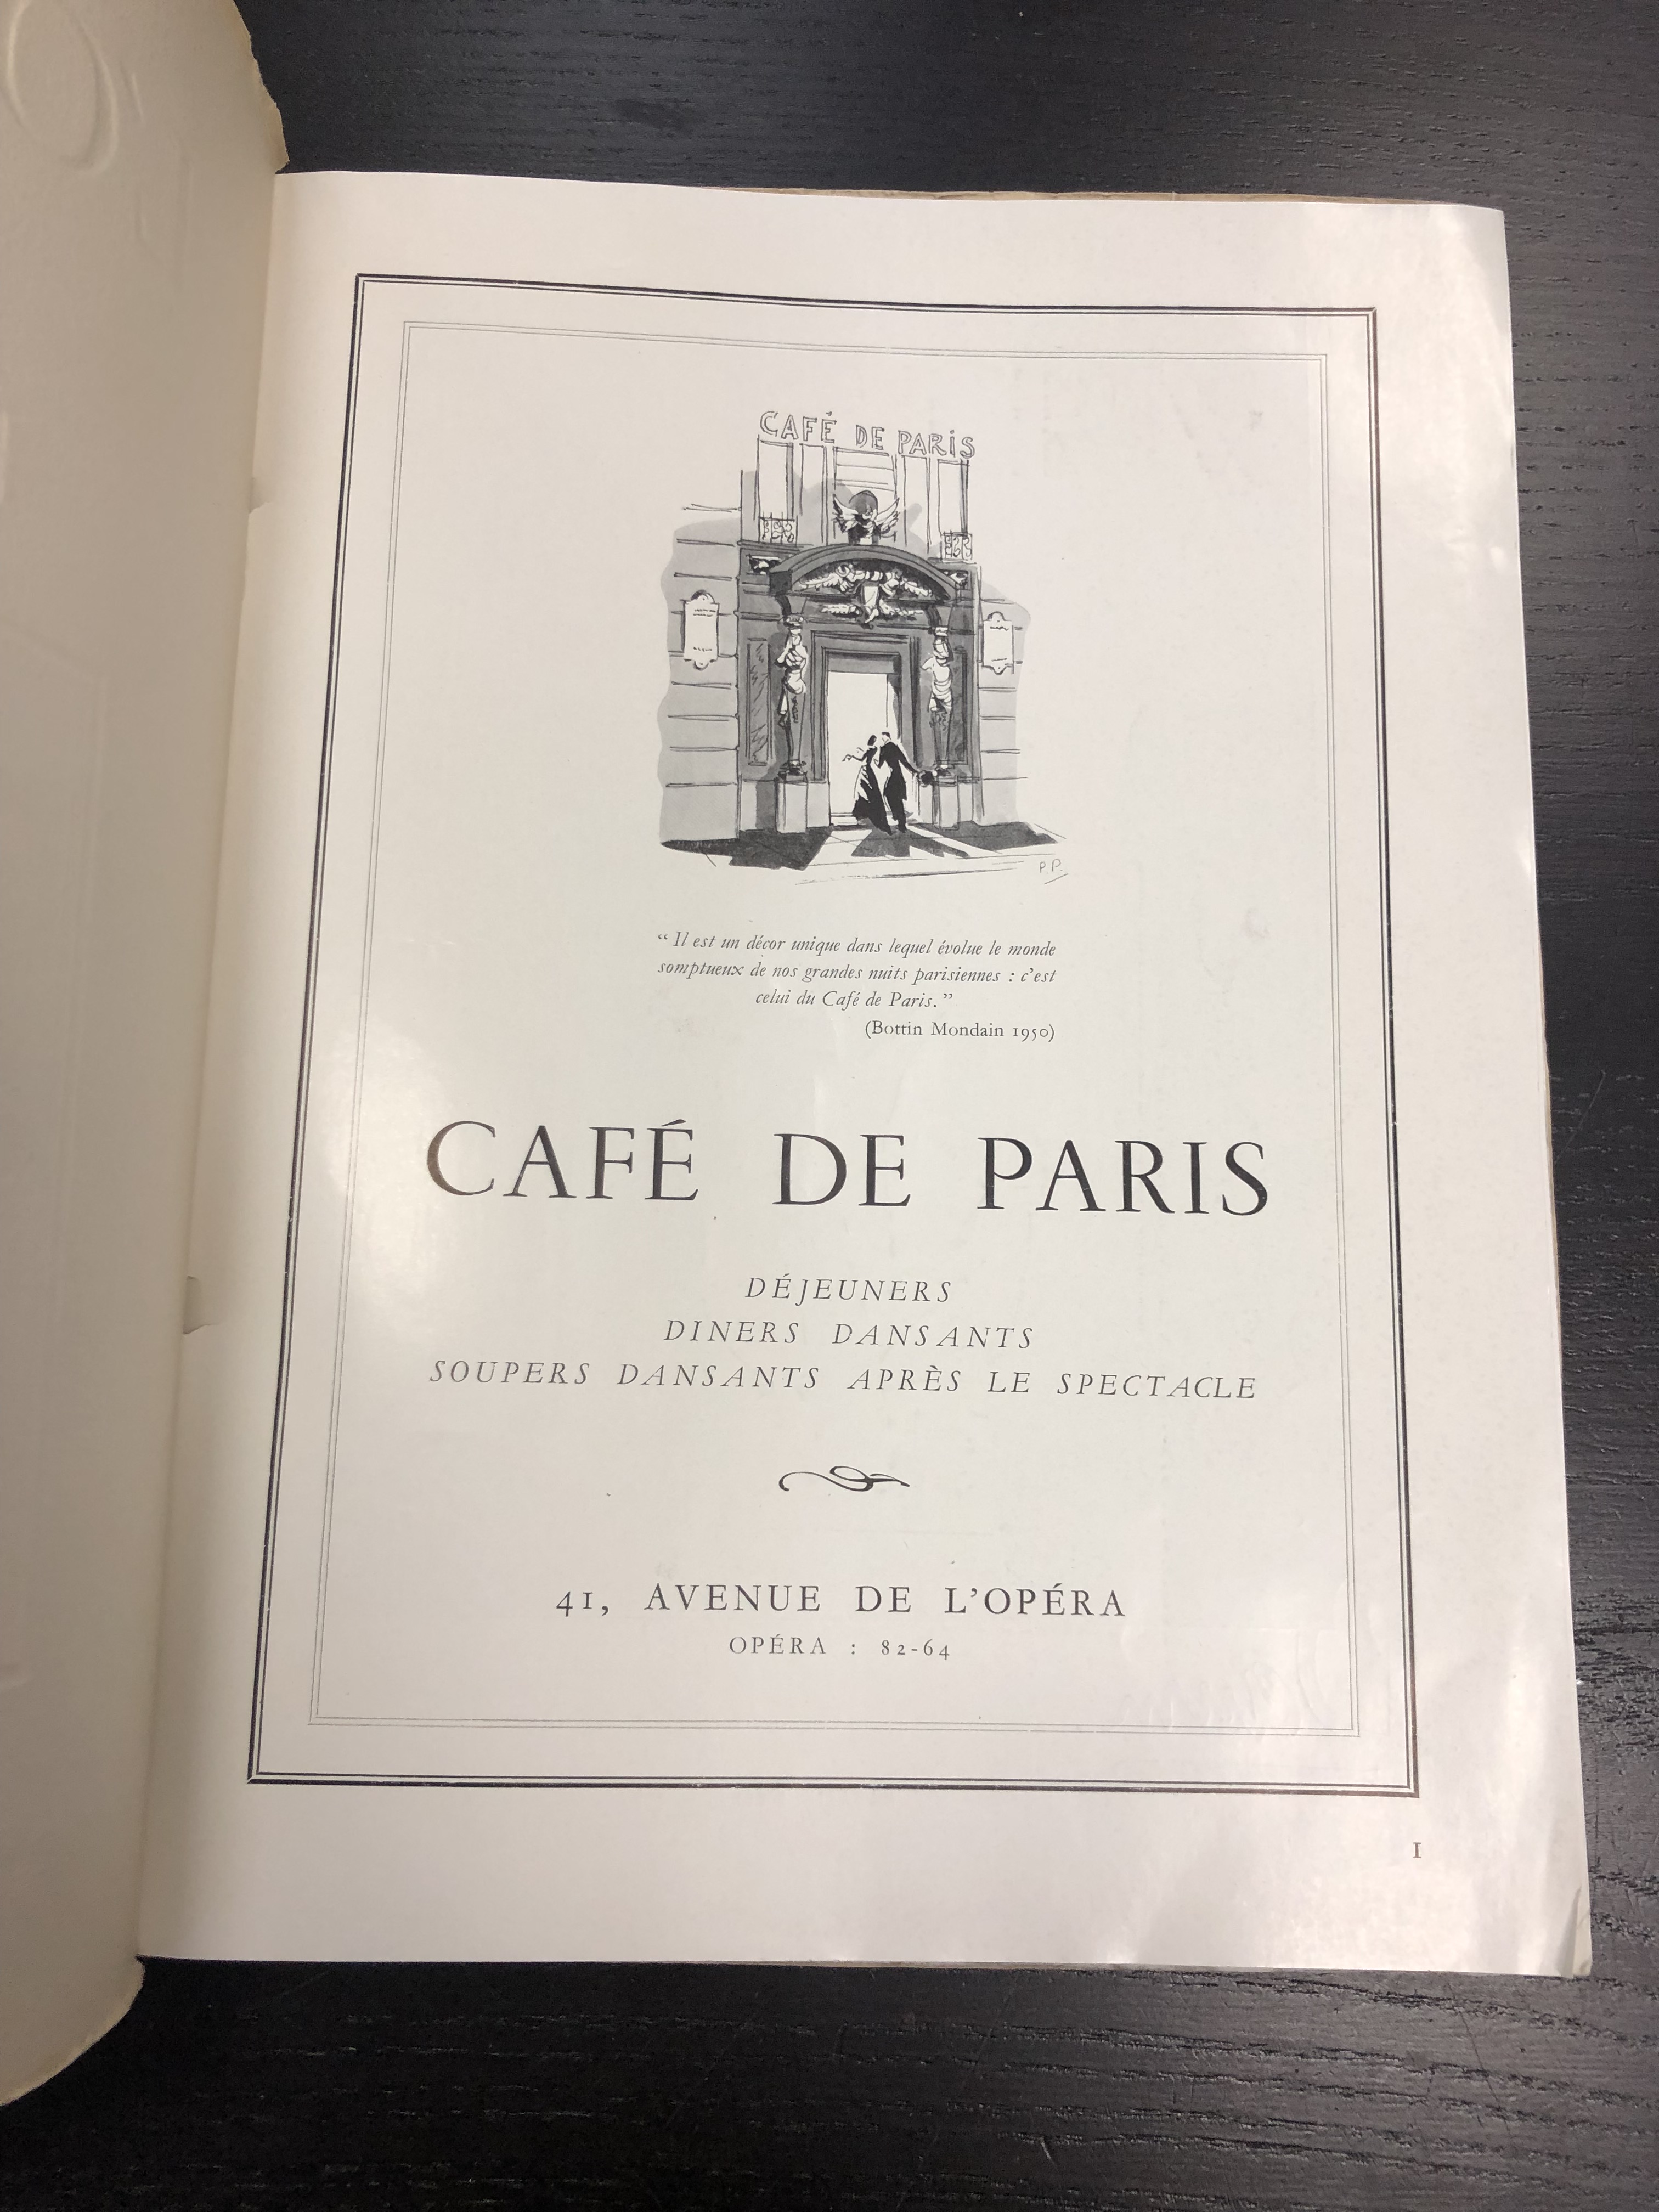 CAFÉ DE PARIS
P.P.
“ Il est un décor unique dans lequel évolue le monde
somptueux de nos grandes nuits parisiennes : c’est
celui du Café de Paris. ”
(Bottin Mondain 1950)
CAFÉ DE PARIS
DÉJEUNERS
DINERS DANSANTS
SOUPERS DANSANTS APRÈS LE SPECTACLE
41, AVENUE DE L’OPÉRA
OPÉRA : 82-64
I